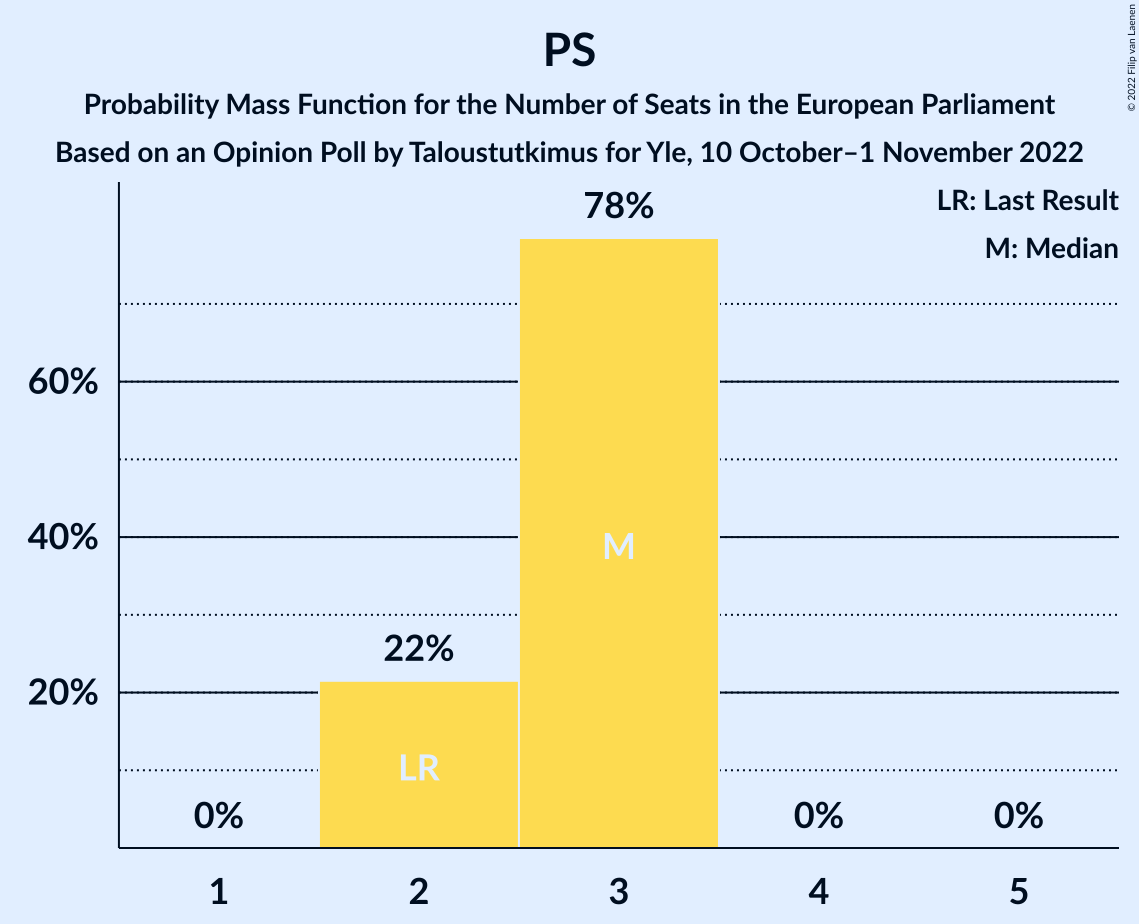 PS
Probability Mass Function for the Number of Seats in the European Parliament
Based on an Opinion Poll by Taloustutkimus for Yle, 10 October–1 November 2022
© 2022 Filip van Laenen
LR: Last Result
M: Median
78%
60%
M
40%
22%
20%
LR
0%
0%
0%
1
2
3
4
5